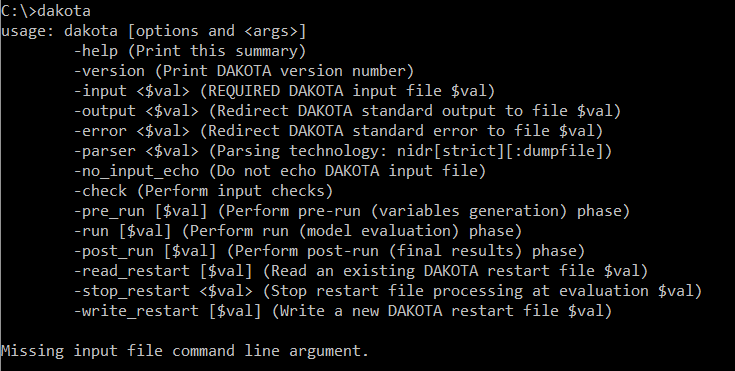 C:\>dakota
usage: dakota [options and <args>]
        -help (Print this summary)
        -version (Print DAKOTA version number)
        -input <$val> (REQUIRED DAKOTA input file $val)
        -output <$val> (Redirect DAKOTA standard output to file $val)
        -error <$val> (Redirect DAKOTA standard error to file $val)
        -parser <$val> (Parsing technology: nidr[strict][:dumpfile])
        -no_input_echo (Do not echo DAKOTA input file)
        -check (Perform input checks)
        -pre_run [$val] (Perform pre-run (variables generation) phase)
        -run [$val] (Perform run (model evaluation) phase)
        -post_run [$val] (Perform post-run (final results) phase)
        -read_restart [$val] (Read an existing DAKOTA restart file $val)
        -stop_restart <$val> (Stop restart file processing at evaluation $val)
        -write_restart [$val] (Write a new DAKOTA restart file $val)

Missing input file command line argument.